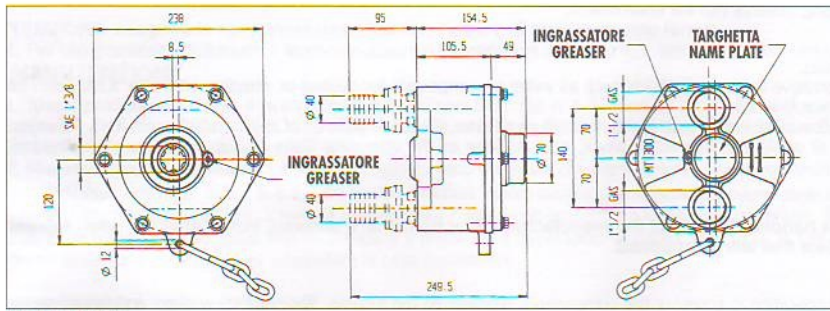 238
8.5
SAE 1"3/8
120
Ø 12
INGRASSATORE
GREASER
95
154.5
105.5
49
Ø 40
Ø 40
Ø 70
140
249.5
INGRASSATORE
GREASER
TARGHETTA
NAME PLATE
1"1/2 GAS
70
70
1"1/2 GAS
MT 300